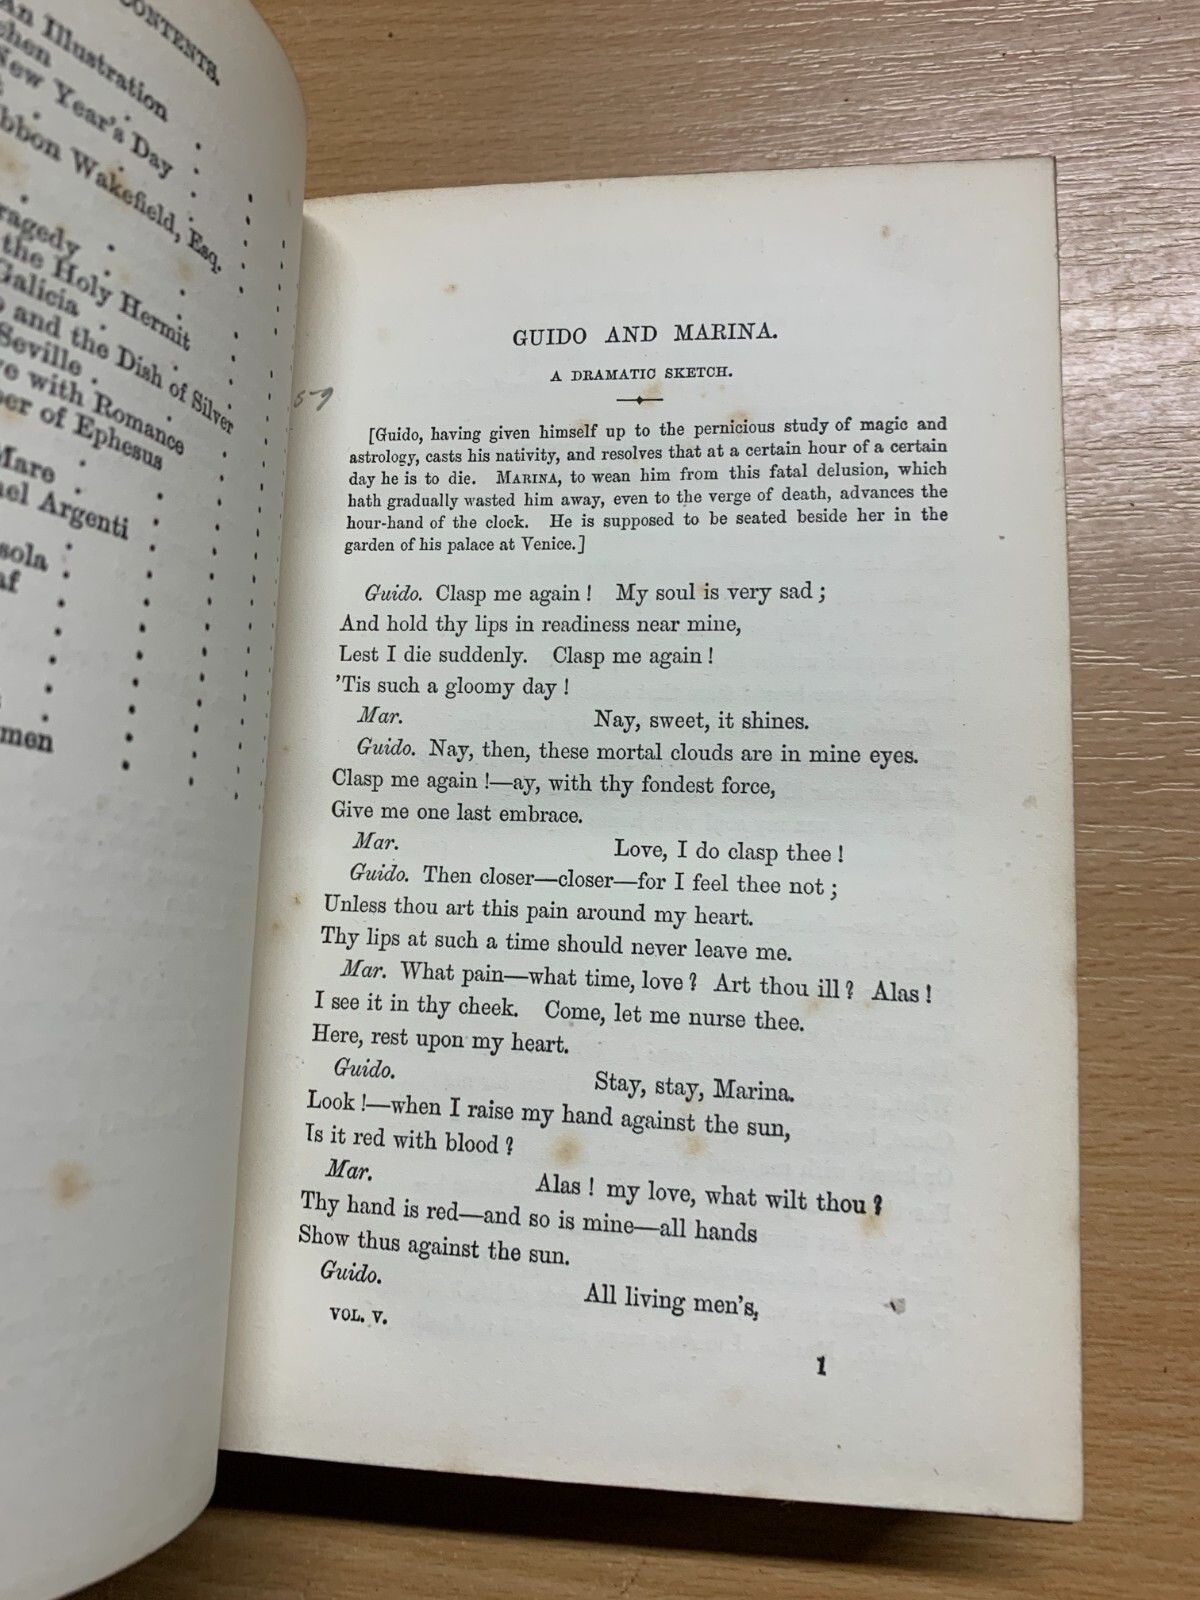 CONTENTS.
An Illustration
New Year's Day
Wakefield, Esq.
the Holy Hermit
Galicia
and the Dish of Silver
Seville
with Romance
of Ephesus
Mare
Argenti
GUIDO AND MARINA.
A DRAMATIC SKETCH.
[Guido, having given himself up to the pernicious study of magic and
astrology, casts his nativity, and resolves that at a certain hour of a certain
day he is to die. MARINA, to wean him from this fatal delusion, which
hath gradually wasted him away, even to the verge of death, advances the
hour-hand of the clock. He is supposed to be seated beside her in the
garden of his palace at Venice.]
Guido. Clasp me again! My soul is very sad;
And hold thy lips in readiness near mine,
Lest I die suddenly. Clasp me again!
'Tis such a gloomy day!
Mar. Nay, sweet, it shines.
Guido. Nay, then, these mortal clouds are in mine eyes.
Clasp me again!—ay, with thy fondest force,
Give me one last embrace.
Mar. Love, I do clasp thee!
Guido. Then closer—closer—for I feel thee not;
Unless thou art this pain around my heart.
Thy lips at such a time should never leave me.
Mar. What pain—what time, love? Art thou ill? Alas!
I see it in thy cheek. Come, let me nurse thee.
Here, rest upon my heart.
Guido. Stay, stay, Marina.
Look!—when I raise my hand against the sun,
Is it red with blood?
Mar. Alas! my love, what wilt thou?
Thy hand is red—and so is mine—all hands
Show thus against the sun.
Guido. All living men's,
VOL. V.
1